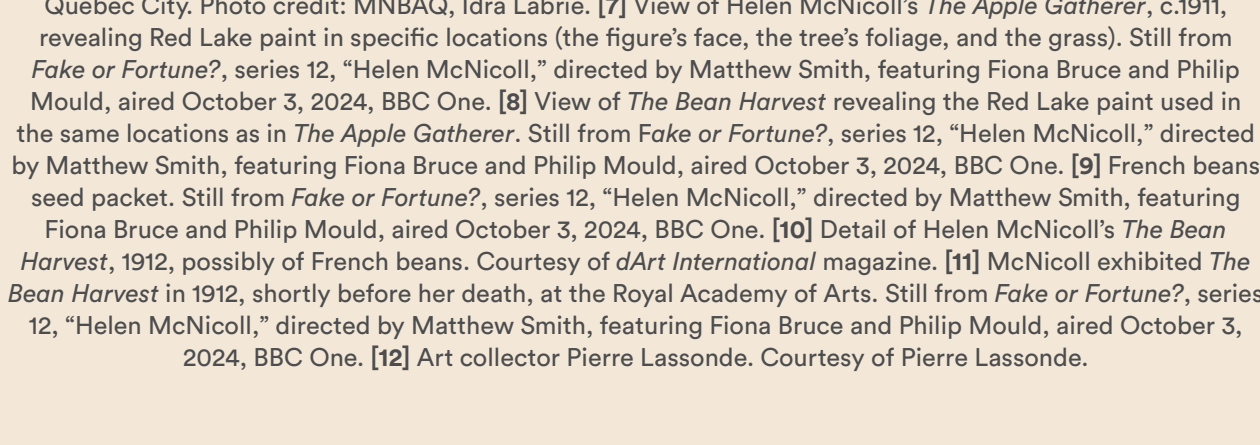 Quebec City. Photo credit: MNBAQ, Idra Labrie. [7] View of Helen McNicoll’s The Apple Gatherer, c.1911,
revealing Red Lake paint in specific locations (the figure’s face, the tree’s foliage, and the grass). Still from
Fake or Fortune?, series 12, “Helen McNicoll,” directed by Matthew Smith, featuring Fiona Bruce and Philip
Mould, aired October 3, 2024, BBC One. [8] View of The Bean Harvest revealing the Red Lake paint used in
the same locations as in The Apple Gatherer. Still from Fake or Fortune?, series 12, “Helen McNicoll,” directed
by Matthew Smith, featuring Fiona Bruce and Philip Mould, aired October 3, 2024, BBC One. [9] French beans
seed packet. Still from Fake or Fortune?, series 12, “Helen McNicoll,” directed by Matthew Smith, featuring
Fiona Bruce and Philip Mould, aired October 3, 2024, BBC One. [10] Detail of Helen McNicoll’s The Bean
Harvest, 1912, possibly of French beans. Courtesy of dArt International magazine. [11] McNicoll exhibited The
Bean Harvest in 1912, shortly before her death, at the Royal Academy of Arts. Still from Fake or Fortune?, series
12, “Helen McNicoll,” directed by Matthew Smith, featuring Fiona Bruce and Philip Mould, aired October 3,
2024, BBC One. [12] Art collector Pierre Lassonde. Courtesy of Pierre Lassonde.